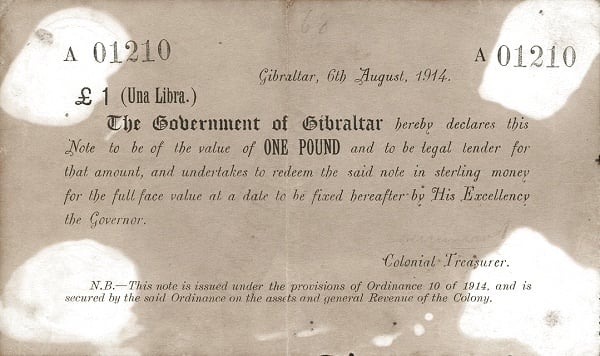 A 01210 A 01210
Gibraltar, 6th August, 1914.
£ 1 (Una Libra.)
The Government of Gibraltar hereby declares this
Note to be of the value of ONE POUND and to be legal tender for
that amount, and undertakes to redeem the said note in sterling money
for the full face value at a date to be fixed hereafter by His Excellency
the Governor.
Colonial Treasurer.
N.B.—This note is issued under the provisions of Ordinance 10 of 1914, and is
secured by the said Ordinance on the assets and general Revenue of the Colony.